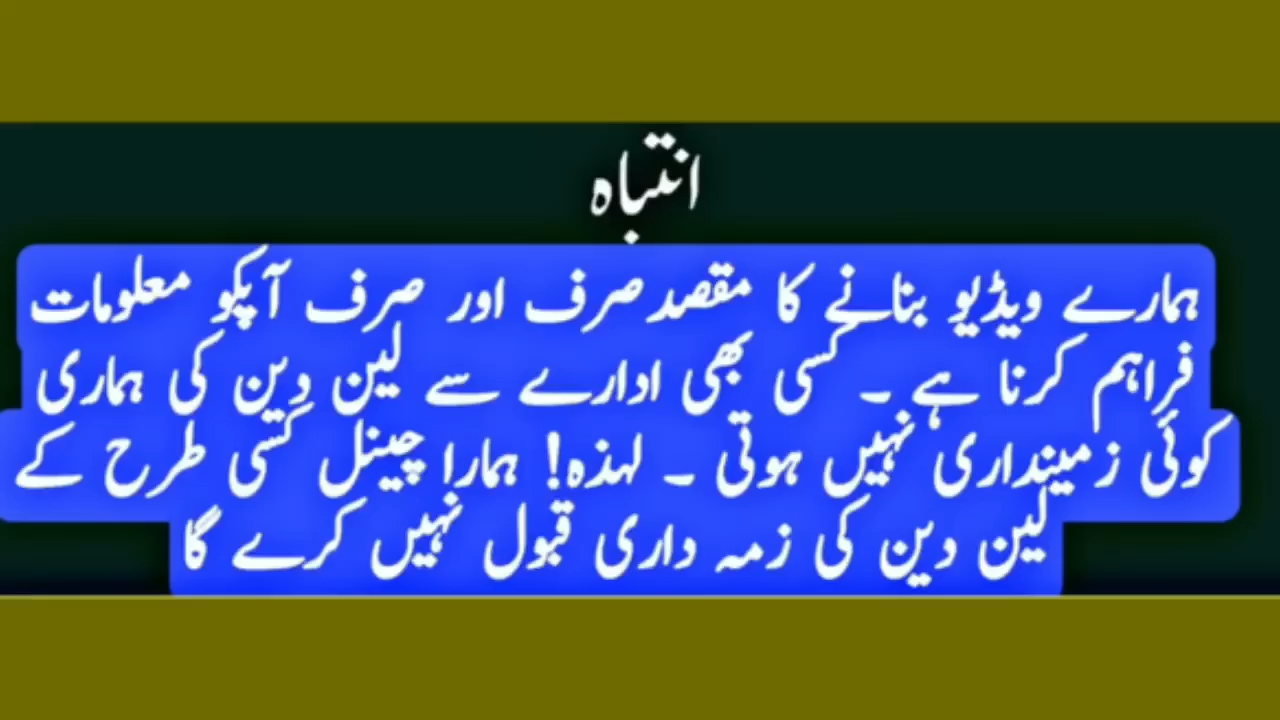 انتباہ
ہمارے ویڈیو بنانے کا مقصد صرف اور صرف آپکو معلومات
فراہم کرنا ہے ۔ کسی بھی ادارے سے لین دین کی ہماری
کوئی زمینداری نہیں ہوتی ۔ لہذہ! ہمارا چینل کسی طرح کے
لین دین کی زمہ داری قبول نہیں کرے گا